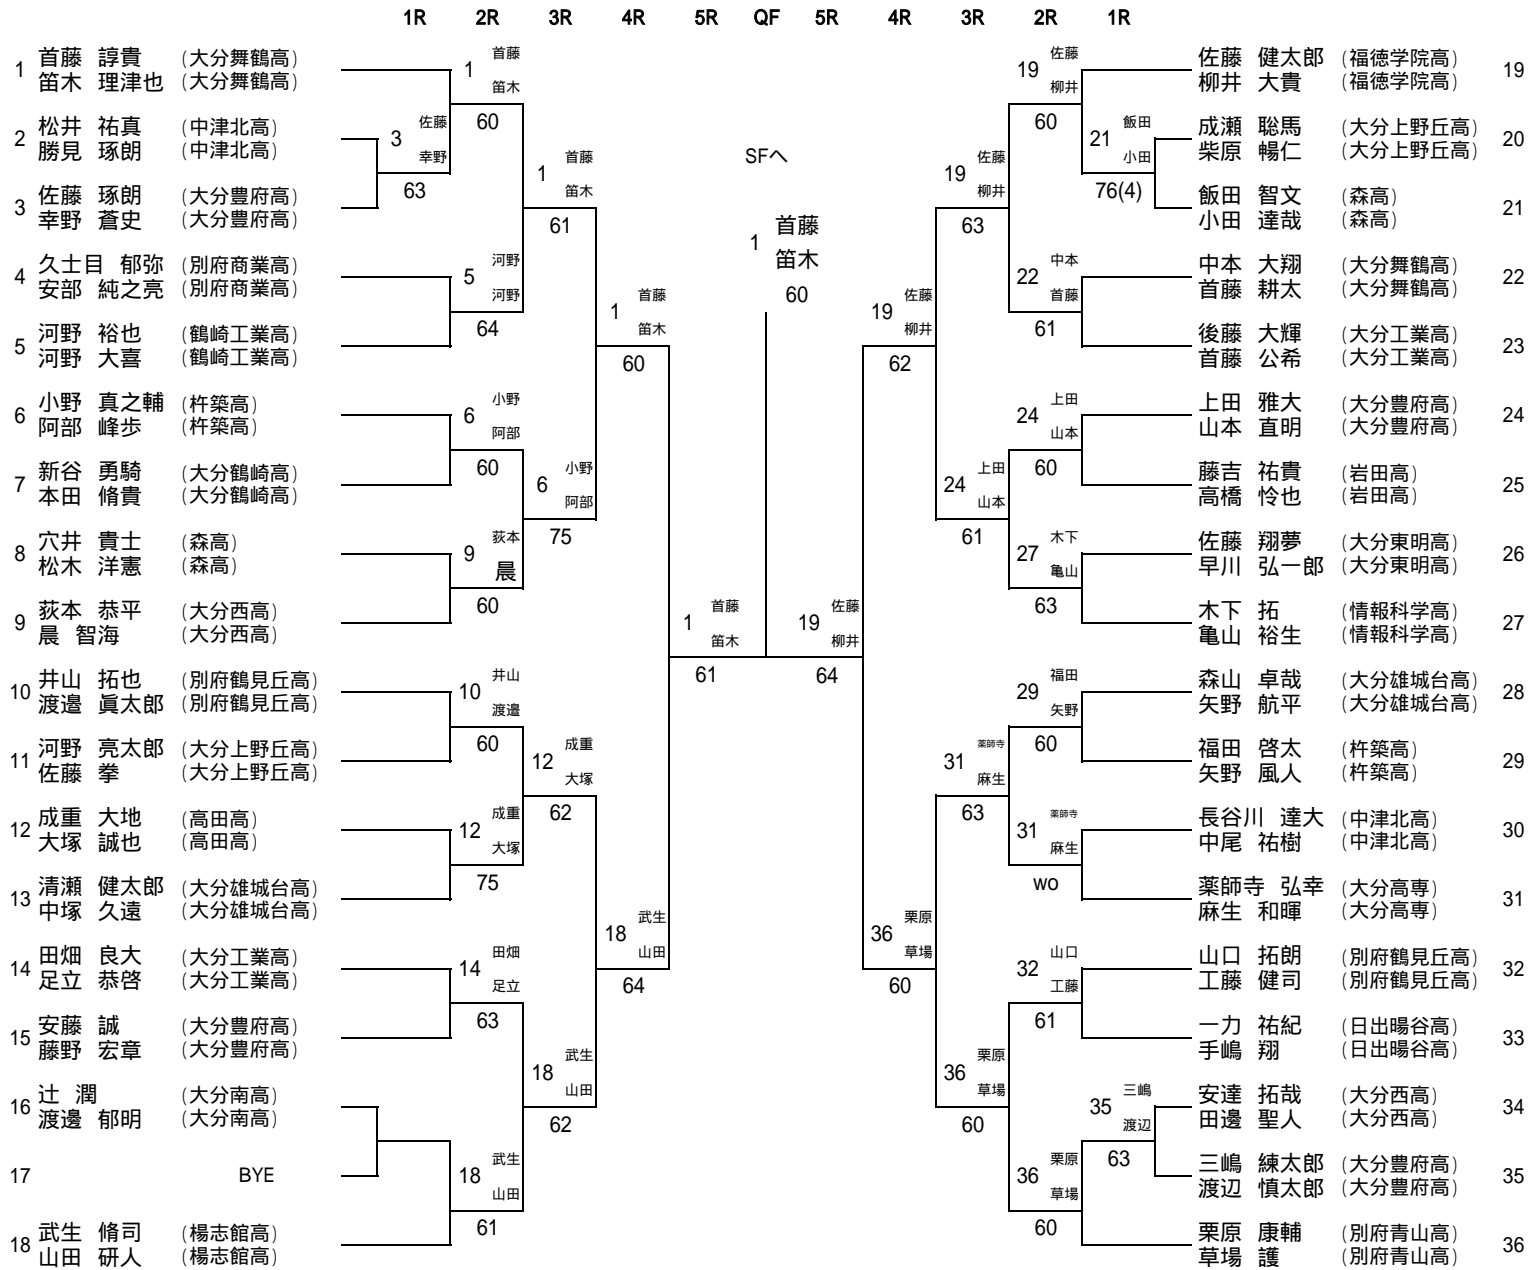 1R 2R 3R 4R 5R QF 5R 4R 3R 2R 1R
1 首藤 諄貴 (大分舞鶴高)
笛木 理津也 (大分舞鶴高)
2 松井 祐真 (中津北高)
勝見 琢朗 (中津北高)
3 佐藤 琢朗 (大分豊府高)
幸野 蒼史 (大分豊府高)
4 久士目 郁弥 (別府商業高)
安部 純之亮 (別府商業高)
5 河野 裕也 (鶴崎工業高)
河野 大喜 (鶴崎工業高)
6 小野 真之輔 (杵築高)
阿部 峰歩 (杵築高)
7 新谷 勇騎 (大分鶴崎高)
本田 脩貴 (大分鶴崎高)
8 穴井 貴士 (森高)
松木 洋憲 (森高)
9 荻本 恭平 (大分西高)
晨 智海 (大分西高)
10 井山 拓也 (別府鶴見丘高)
渡邉 眞太郎 (別府鶴見丘高)
11 河野 亮太郎 (大分上野丘高)
佐藤 拳 (大分上野丘高)
12 成重 大地 (高田高)
大塚 誠也 (高田高)
13 清瀬 健太郎 (大分雄城台高)
中塚 久遠 (大分雄城台高)
14 田畑 良大 (大分工業高)
足立 恭啓 (大分工業高)
15 安藤 誠 (大分豊府高)
藤野 宏章 (大分豊府高)
16 辻 潤 (大分南高)
渡邊 郁明 (大分南高)
17 BYE
18 武生 脩司 (楊志館高)
山田 研人 (楊志館高)
3 佐藤
幸野
63
1 首藤
笛木
60
5 河野
河野
64
6 小野
阿部
60
9 荻本
晨
60
10 井山
渡邉
60
12 成重
大塚
75
14 田畑
足立
63
18 武生
山田
61
1 首藤
笛木
61
6 小野
阿部
75
12 成重
大塚
62
18 武生
山田
62
1 首藤
笛木
60
18 武生
山田
64
1 首藤
笛木
61
SFへ
1 首藤
笛木
60
19 佐藤
柳井
64
19 佐藤
柳井
62
36 栗原
草場
60
19 佐藤
柳井
63
24 上田
山本
61
31 薬師寺
麻生
63
36 栗原
草場
60
19 佐藤
柳井
60
22 中本
首藤
61
24 上田
山本
60
27 木下
亀山
63
29 福田
矢野
60
31 薬師寺
麻生
wo
32 山口
工藤
61
36 栗原
草場
60
21 飯田
小田
76(4)
35 三嶋
渡辺
63
佐藤 健太郎 (福徳学院高) 19
柳井 大貴 (福徳学院高)
成瀬 聡馬 (大分上野丘高) 20
柴原 暢仁 (大分上野丘高)
飯田 智文 (森高) 21
小田 達哉 (森高)
中本 大翔 (大分舞鶴高) 22
首藤 耕太 (大分舞鶴高)
後藤 大輝 (大分工業高) 23
首藤 公希 (大分工業高)
上田 雅大 (大分豊府高) 24
山本 直明 (大分豊府高)
藤吉 祐貴 (岩田高) 25
高橋 怜也 (岩田高)
佐藤 翔夢 (大分東明高) 26
早川 弘一郎 (大分東明高)
木下 拓 (情報科学高) 27
亀山 裕生 (情報科学高)
森山 卓哉 (大分雄城台高) 28
矢野 航平 (大分雄城台高)
福田 啓太 (杵築高) 29
矢野 風人 (杵築高)
長谷川 達大 (中津北高) 30
中尾 祐樹 (中津北高)
薬師寺 弘幸 (大分高専) 31
麻生 和暉 (大分高専)
山口 拓朗 (別府鶴見丘高) 32
工藤 健司 (別府鶴見丘高)
一力 祐紀 (日出暘谷高) 33
手嶋 翔 (日出暘谷高)
安達 拓哉 (大分西高) 34
田邊 聖人 (大分西高)
三嶋 練太郎 (大分豊府高) 35
渡辺 慎太郎 (大分豊府高)
栗原 康輔 (別府青山高) 36
草場 護 (別府青山高)